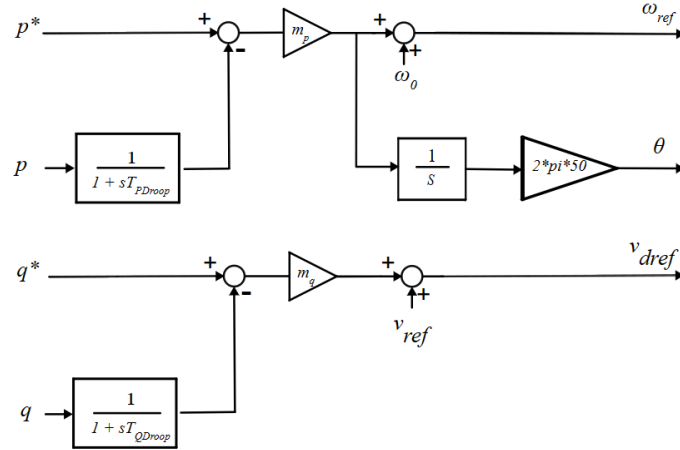 p* + - m_p + + ω_ref
ω_0
p 1 / 1 + sT_PDroop 1 / S 2*pi*50 θ
q* + - m_q + + v_dref
v_ref
q 1 / 1 + sT_QDroop